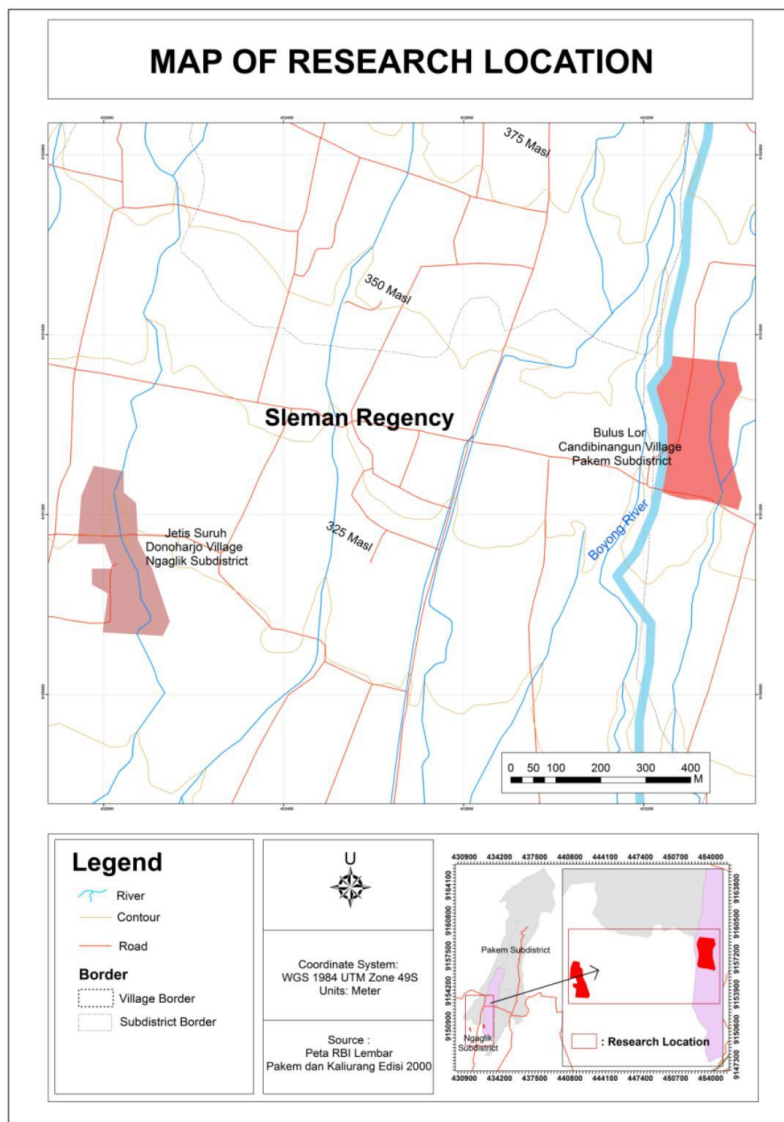 MAP OF RESEARCH LOCATION
375 Masl
350 Masl
Sleman Regency
Bulus Lor
Candibinangun Village
Pakem Subdistrict
Jetis Suruh
Donoharjo Village
Ngaglik Subdistrict
325 Masl
Boyong River
0 50 100 200 300 400
M
Legend
River
Contour
Road
Border
Village Border
Subdistrict Border
U
Coordinate System:
WGS 1984 UTM Zone 49S
Units: Meter
Source :
Peta RBI Lembar
Pakem dan Kaliurang Edisi 2000
430900 434200 437500 440800 444100 447400 450700 454000
9164100
9160800
9157500
9154200
9150900
Pakem Subdistrict
Ngaglik
Subdistrict
: Research Location
9163800
9160500
9157200
9153900
9150600
9147300
430900 434200 437500 440800 444100 447400 450700 454000